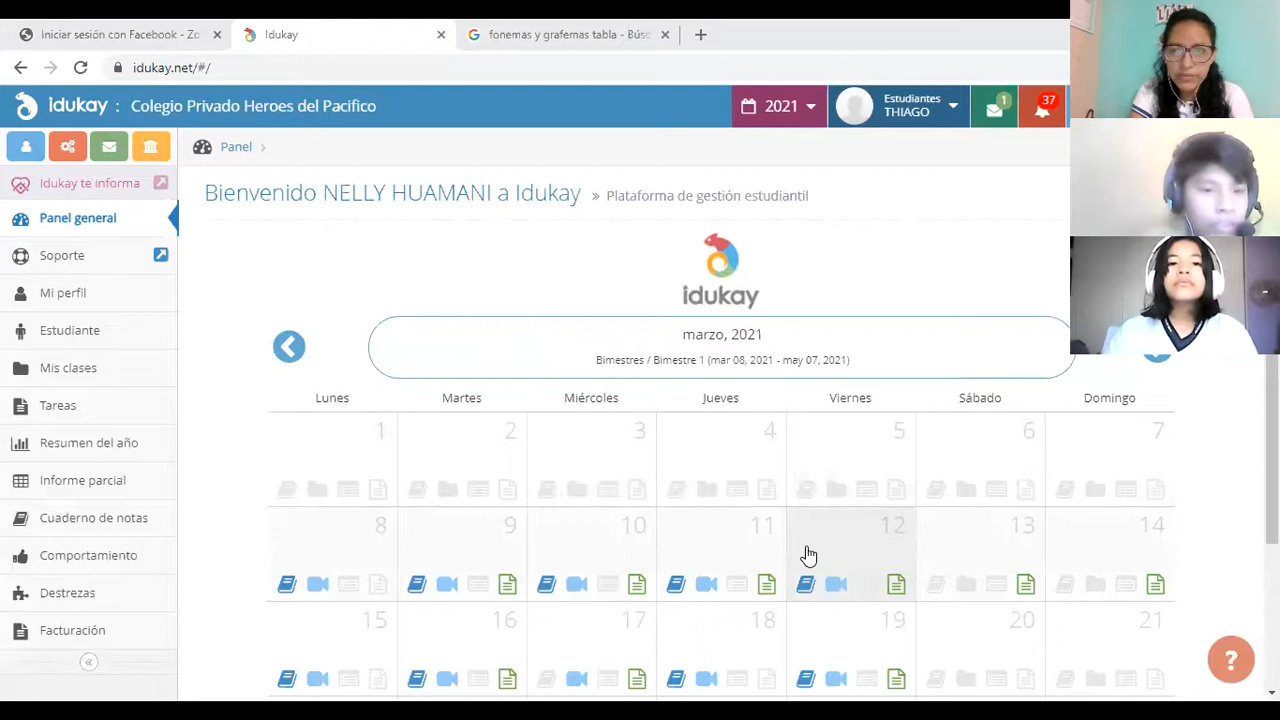 Iniciar sesión con Facebook - Zo
Idukay
fonemas y grafemas tabla - Bús
idukay.net/#/
idukay : Colegio Privado Heroes del Pacifico
2021
Estudiantes
THIAGO
1
37
Panel
Idukay te informa
Panel general
Soporte
Mi perfil
Estudiante
Mis clases
Tareas
Resumen del año
Informe parcial
Cuaderno de notas
Comportamiento
Destrezas
Facturación
Bienvenido NELLY HUAMANI a Idukay » Plataforma de gestión estudiantil
idukay
marzo, 2021
Bimestres / Bimestre 1 (mar 08, 2021 - may 07, 2021)
Lunes Martes Miércoles Jueves Viernes Sábado Domingo
1 2 3 4 5 6 7
8 9 10 11 12 13 14
15 16 17 18 19 20 21
?